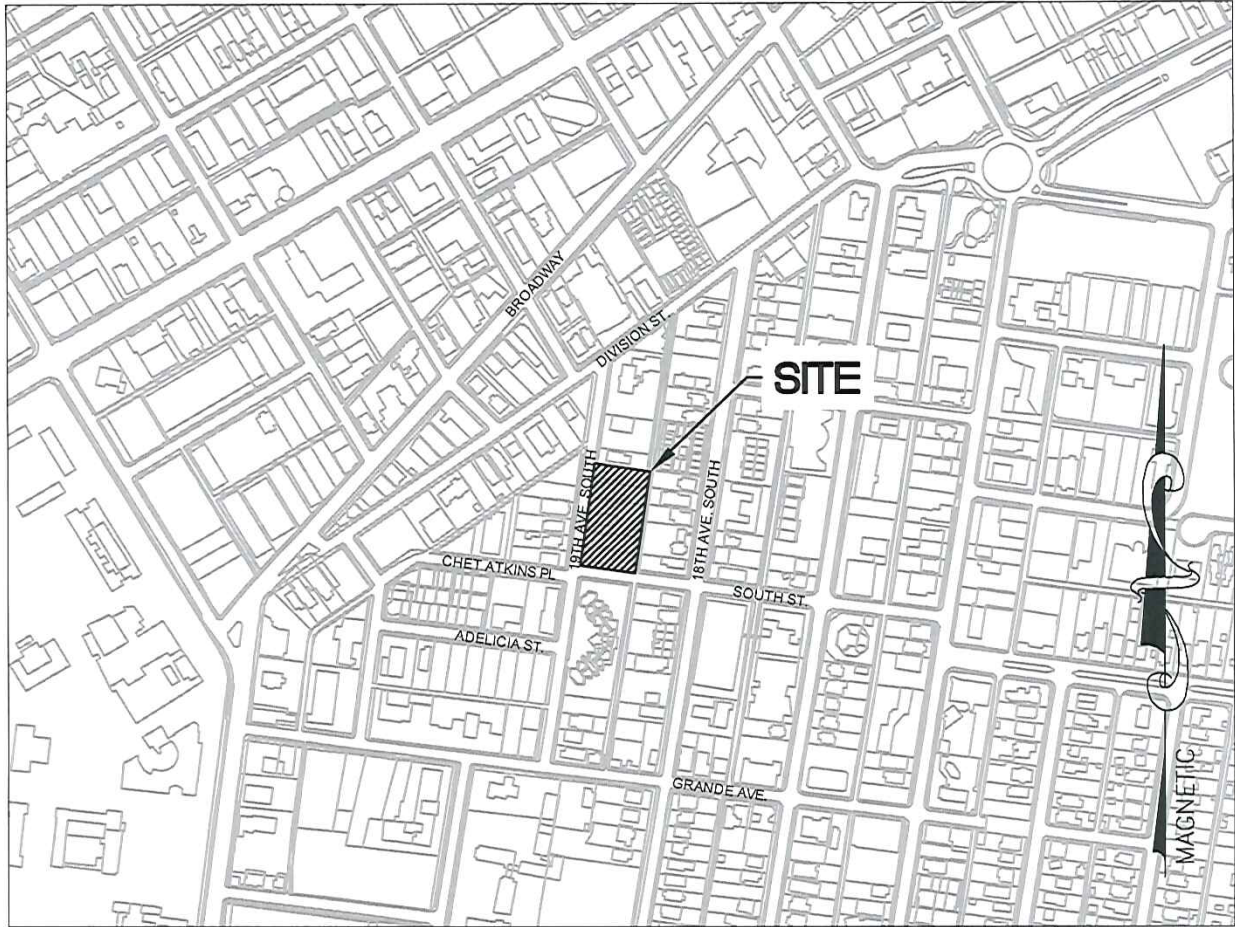 BROADWAY
DIVISION ST.
SITE
19TH AVE. SOUTH
18TH AVE. SOUTH
CHET ATKINS PL
SOUTH ST.
ADELICIA ST.
GRANDE AVE.
MAGNETIC